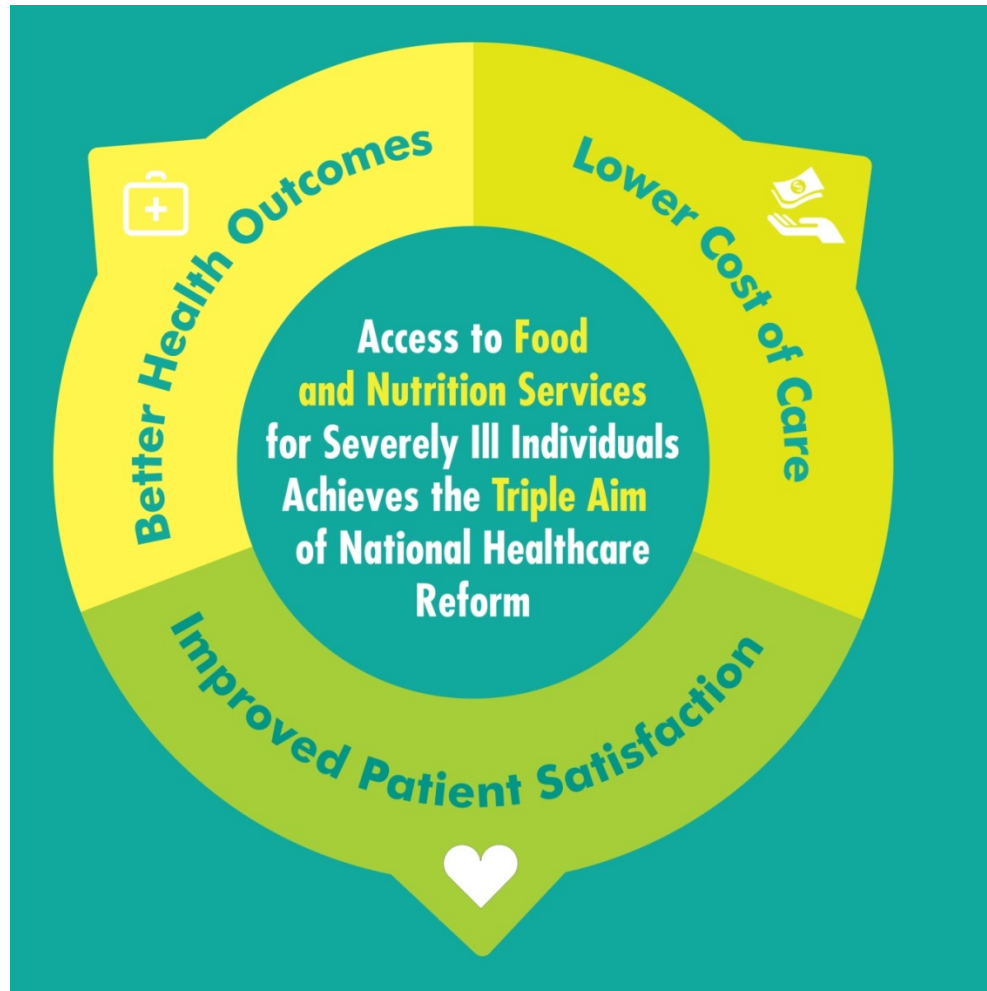 Better Health Outcomes
Lower Cost of Care
Access to Food
and Nutrition Services
for Severely Ill Individuals
Achieves the Triple Aim
of National Healthcare
Reform
Improved Patient Satisfaction
$